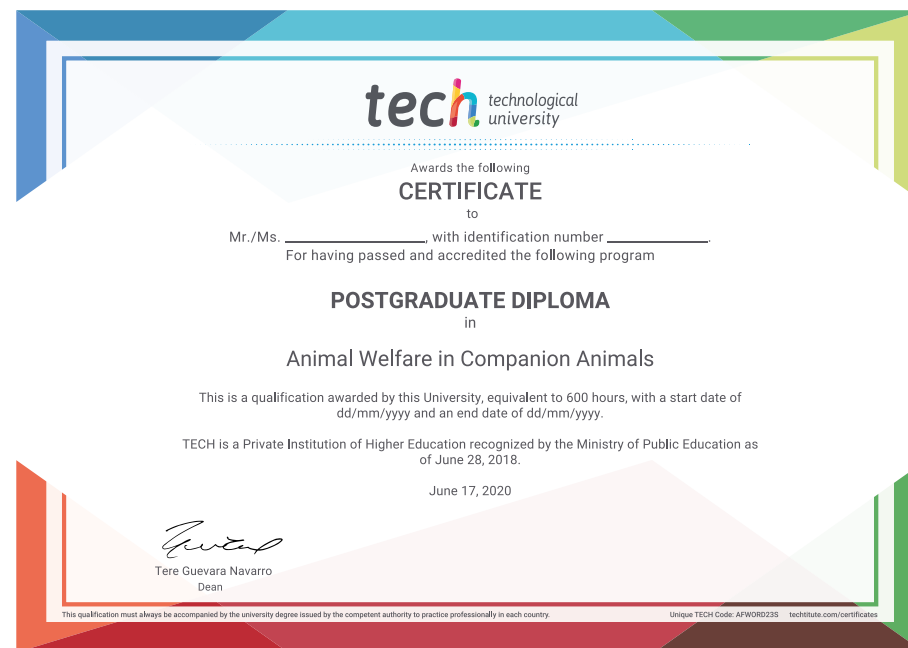 tech technological
university
Awards the following
CERTIFICATE
to
Mr./Ms. ____________________, with identification number ______________.
For having passed and accredited the following program
POSTGRADUATE DIPLOMA
in
Animal Welfare in Companion Animals
This is a qualification awarded by this University, equivalent to 600 hours, with a start date of
dd/mm/yyyy and an end date of dd/mm/yyyy.
TECH is a Private Institution of Higher Education recognized by the Ministry of Public Education as
of June 28, 2018.
June 17, 2020
Tere Guevara Navarro
Dean
This qualification must always be accompanied by the university degree issued by the competent authority to practice professionally in each country. Unique TECH Code: AFWORD23S techtitute.com/certificates